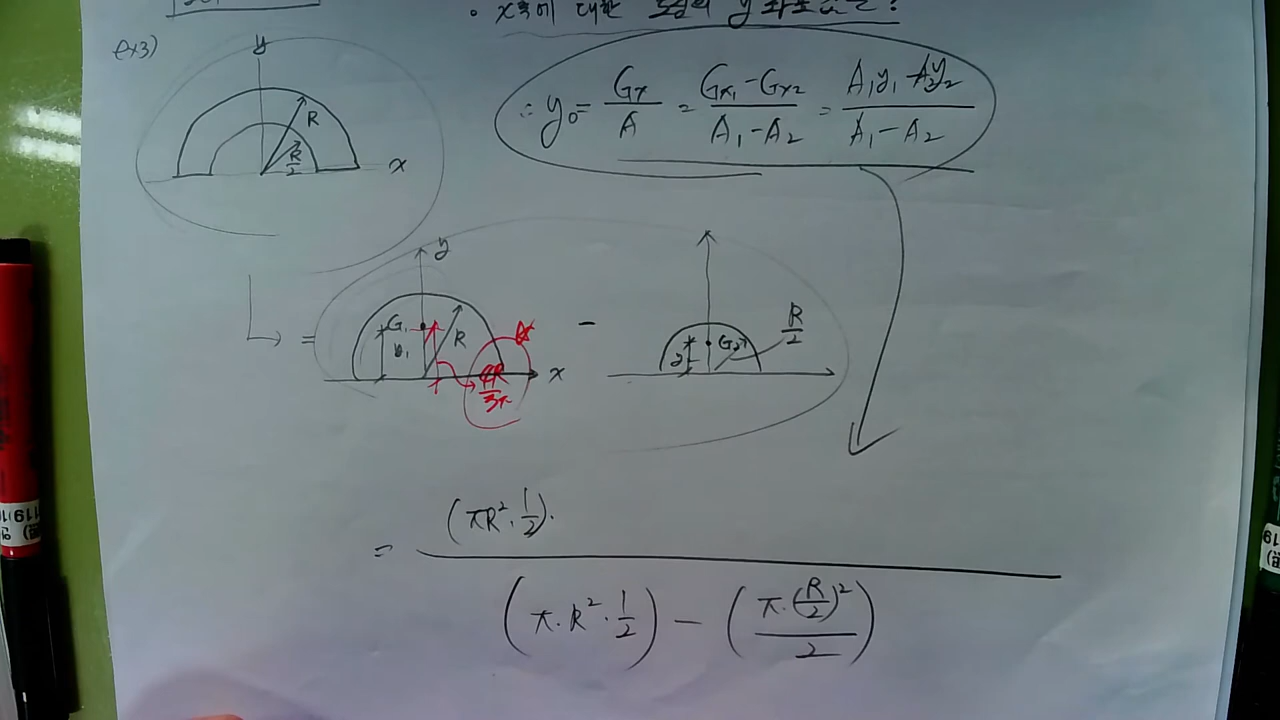 • x축에 대한 도심의 y좌표값은?
ex3)
y
R
R/2
x
∴ y₀ = Gx/A = (Gx₁ - Gx₂)/(A₁ - A₂) = (A₁y₁ - A₂y₂)/(A₁ - A₂)
= y G₁ y₁ R 4R/3π x - G₂ R/2
= (πR²·1/2)·
(π·R²·1/2) - (π·(R/2)²/2)
119